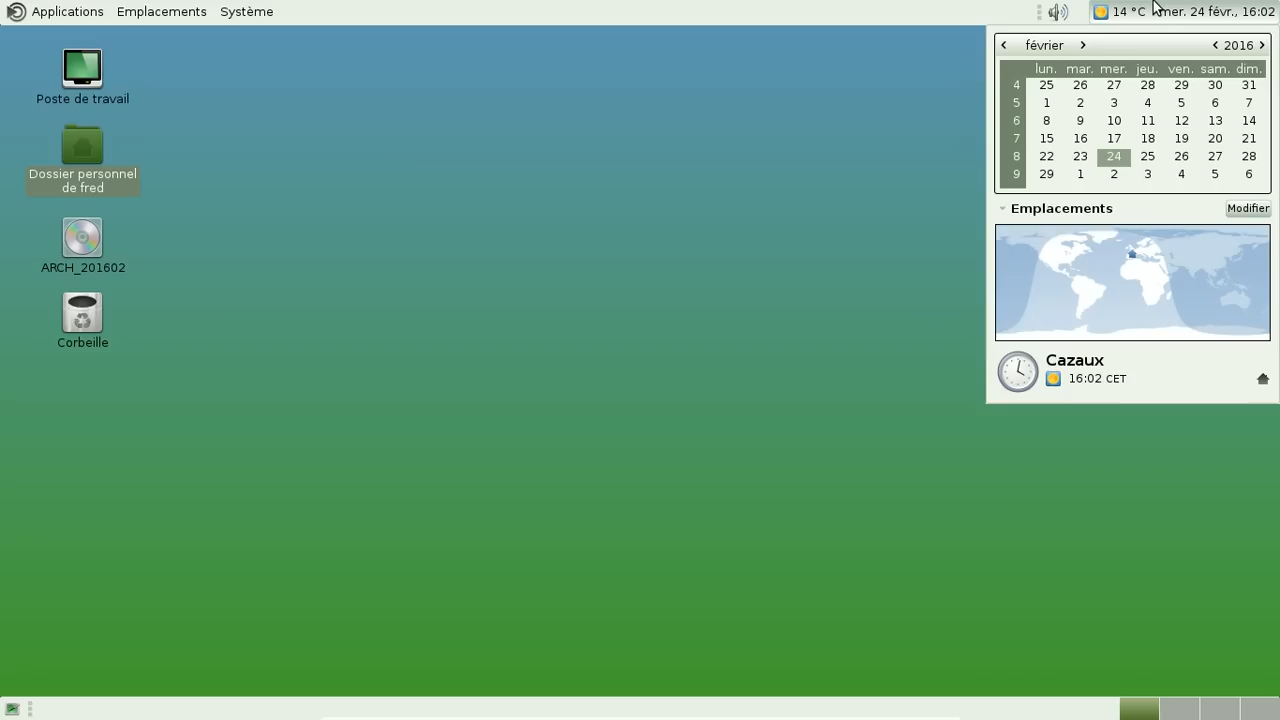 Applications Emplacements Système
14 °C mer. 24 févr., 16:02
Poste de travail
Dossier personnel
de fred
ARCH_201602
Corbeille
février 2016
lun. mar. mer. jeu. ven. sam. dim.
4 25 26 27 28 29 30 31
5 1 2 3 4 5 6 7
6 8 9 10 11 12 13 14
7 15 16 17 18 19 20 21
8 22 23 24 25 26 27 28
9 29 1 2 3 4 5 6
Emplacements Modifier
Cazaux
16:02 CET